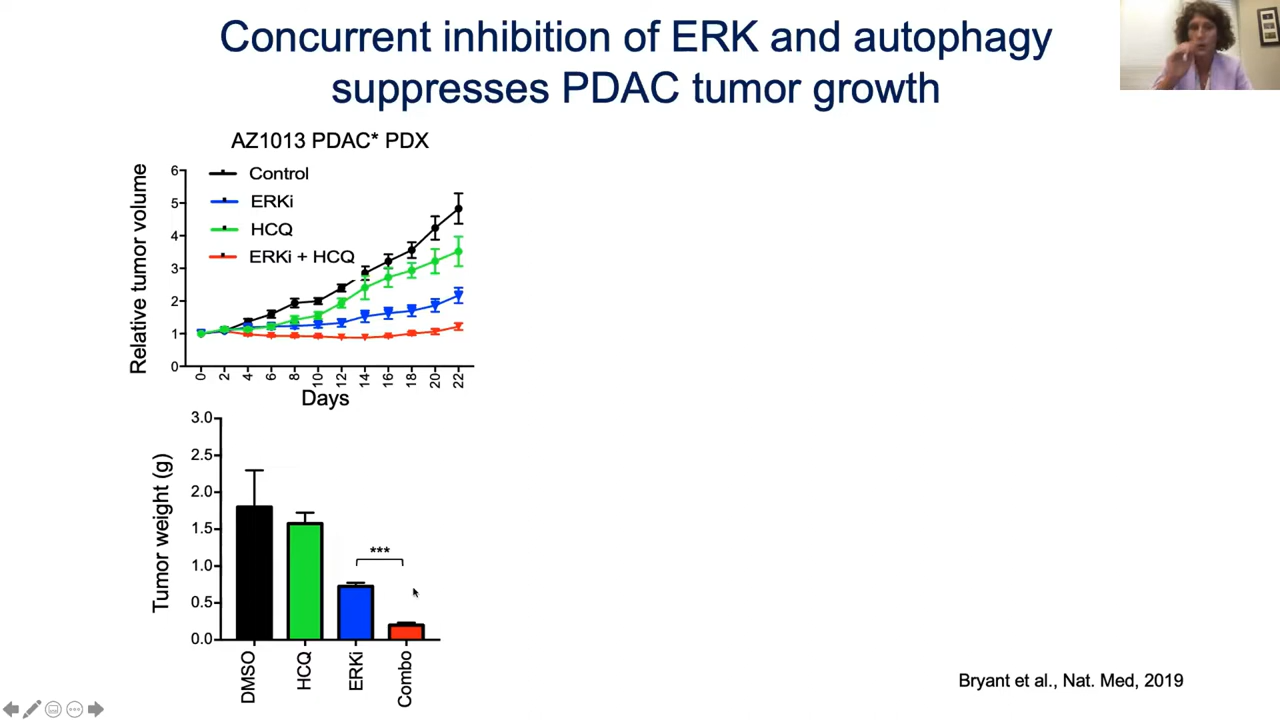 Concurrent inhibition of ERK and autophagy
suppresses PDAC tumor growth
AZ1013 PDAC* PDX
Relative tumor volume
6
5
4
3
2
1
0
Control
ERKi
HCQ
ERKi + HCQ
0 2 4 6 8 10 12 14 16 18 20 22
Days
Tumor weight (g)
3.0
2.5
2.0
1.5
1.0
0.5
0.0
***
DMSO HCQ ERKi Combo
Bryant et al., Nat. Med, 2019